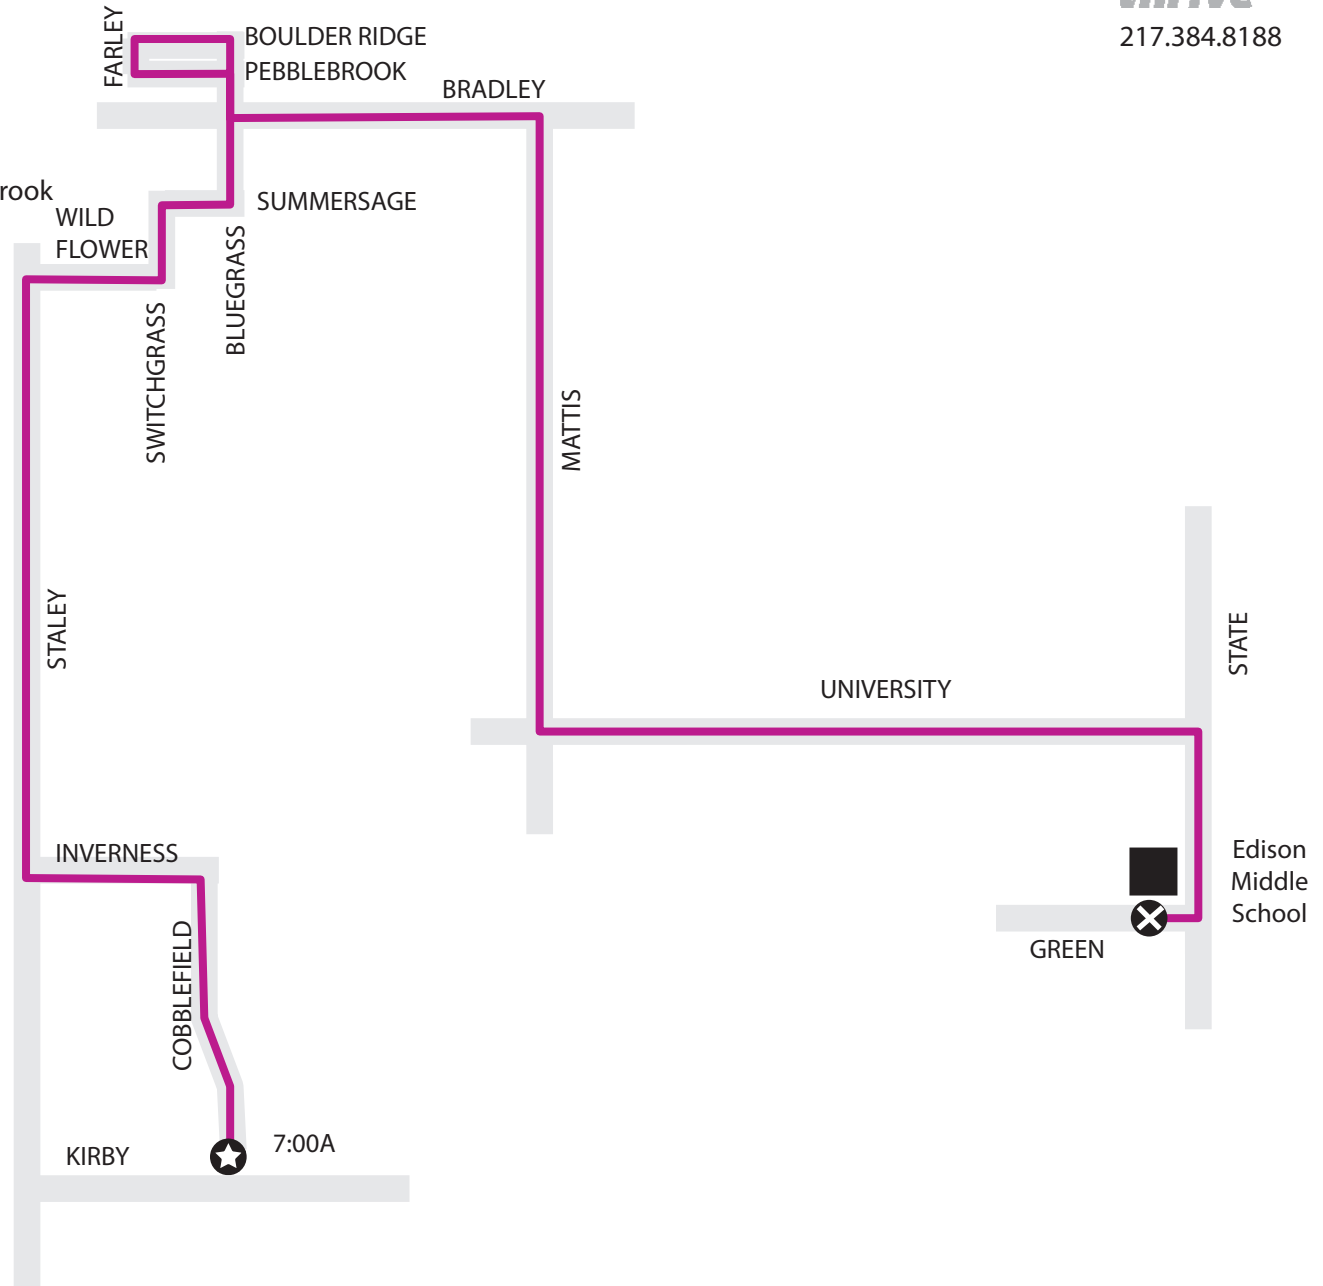 217.384.8188
FARLEY
BOULDER RIDGE
PEBBLEBROOK
BRADLEY
rook
WILD
FLOWER
SUMMERSAGE
BLUEGRASS
SWITCHGRASS
MATTIS
STALEY
STATE
UNIVERSITY
INVERNESS
Edison
Middle
School
GREEN
COBBLEFIELD
7:00A
KIRBY